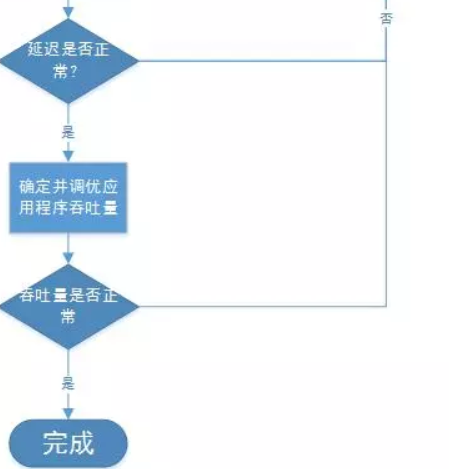 否
延迟是否正
常？
是
确定并调优应
用程序吞吐量
吞吐量是否正
常
是
完成